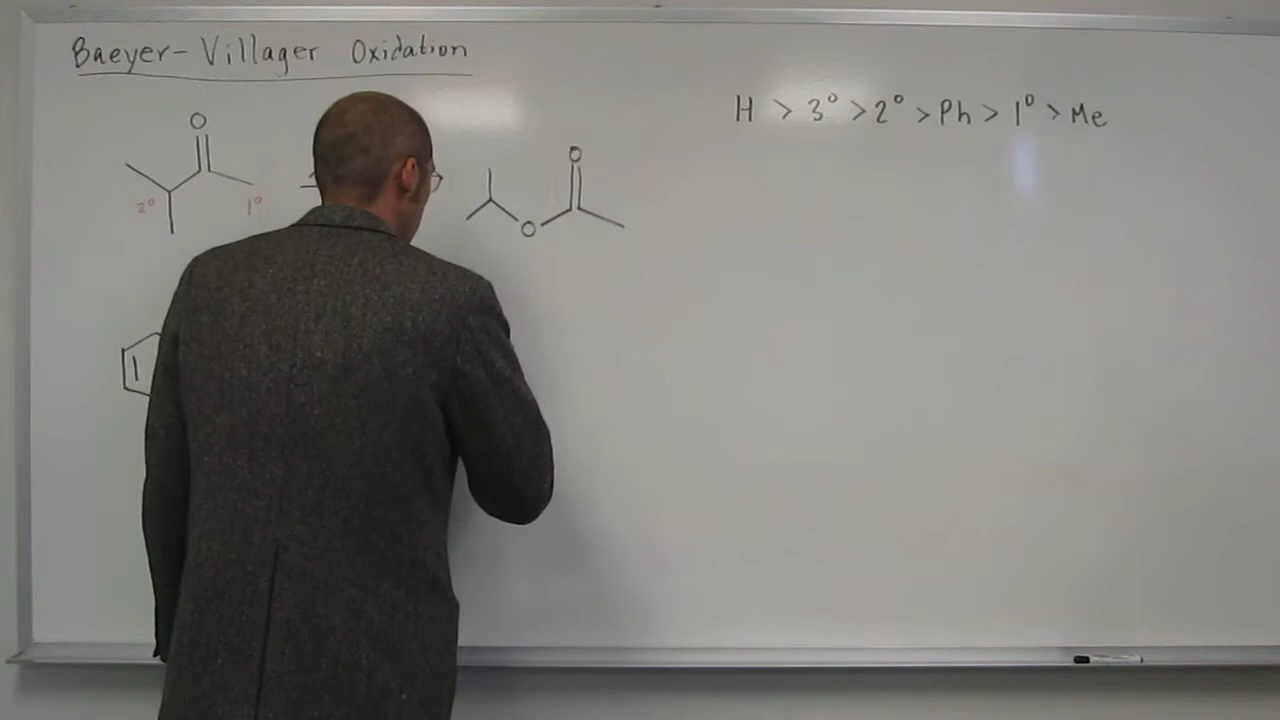 Baeyer-Villager Oxidation
H > 3° > 2° > Ph > 1° > Me
O
O
2°
1°
O